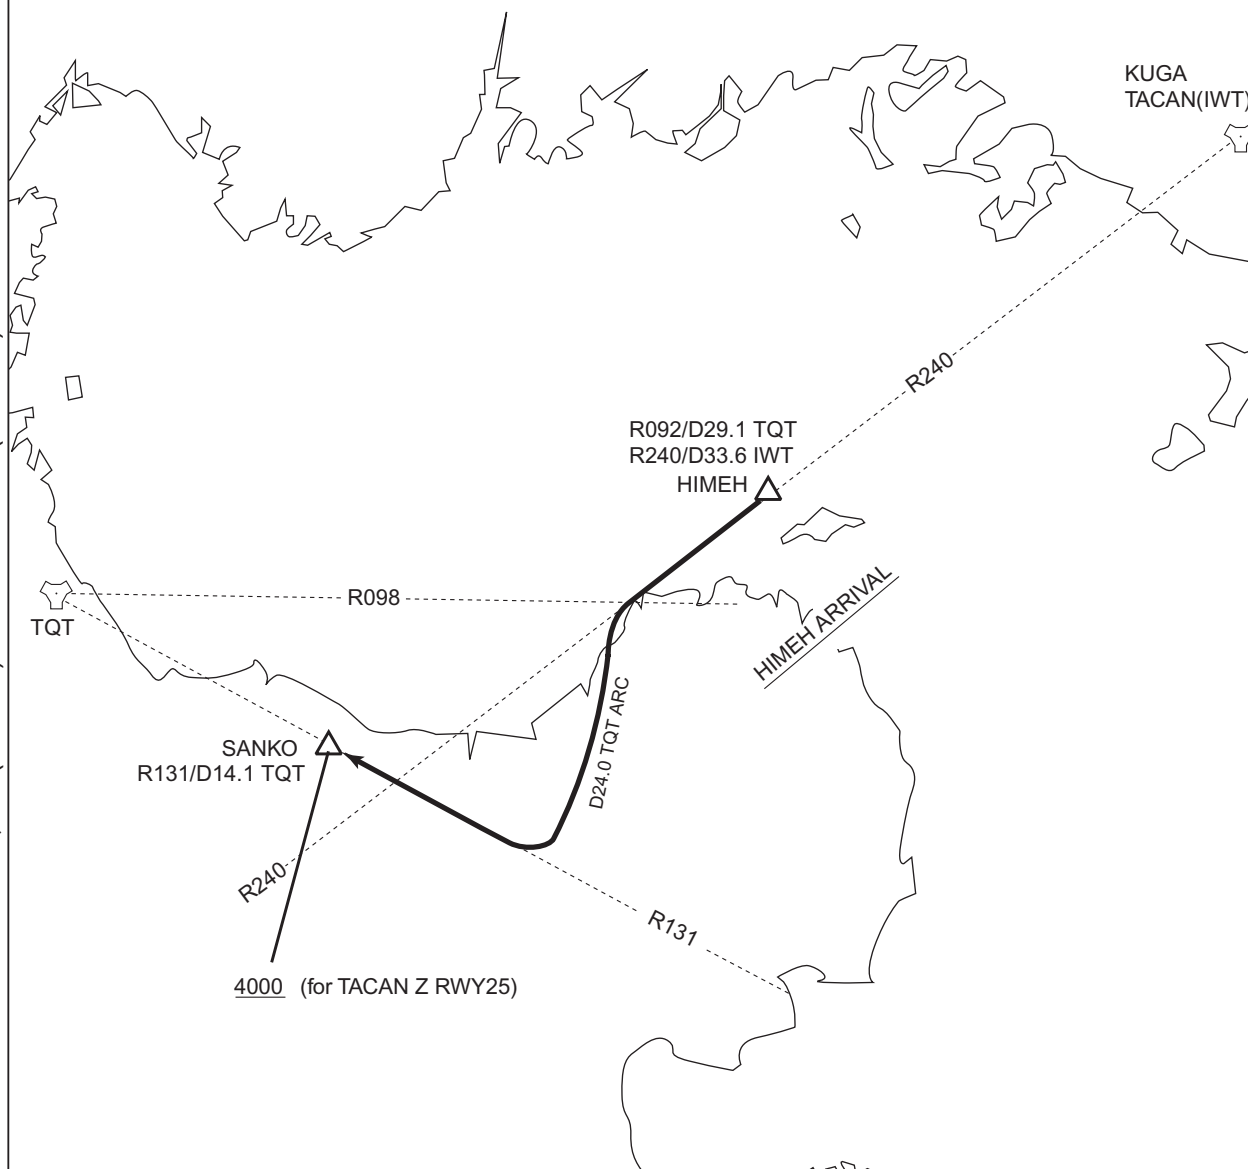 KUGA
TACAN(IWT)
R240
R092/D29.1 TQT
R240/D33.6 IWT
HIMEH
R098
TQT
HIMEH ARRIVAL
D24.0 TQT ARC
SANKO
R131/D14.1 TQT
R240
R131
4000 (for TACAN Z RWY25)